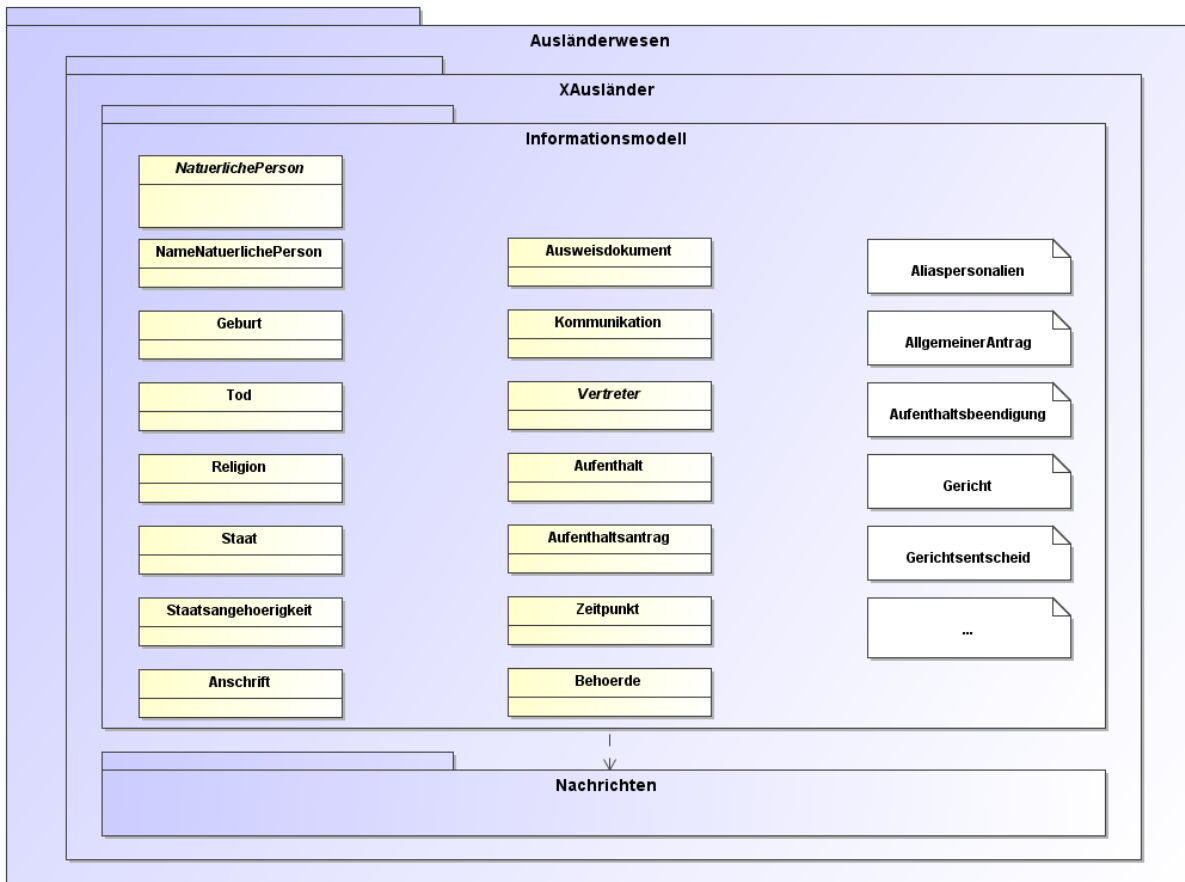 Ausländerwesen
XAusländer
Informationsmodell
NatuerlichePerson
NameNatuerlichePerson
Geburt
Tod
Religion
Staat
Staatsangehoerigkeit
Anschrift
Ausweisdokument
Kommunikation
Vertreter
Aufenthalt
Aufenthaltsantrag
Zeitpunkt
Behoerde
Aliaspersonalien
AllgemeinerAntrag
Aufenthaltsbeendigung
Gericht
Gerichtsentscheid
...
Nachrichten